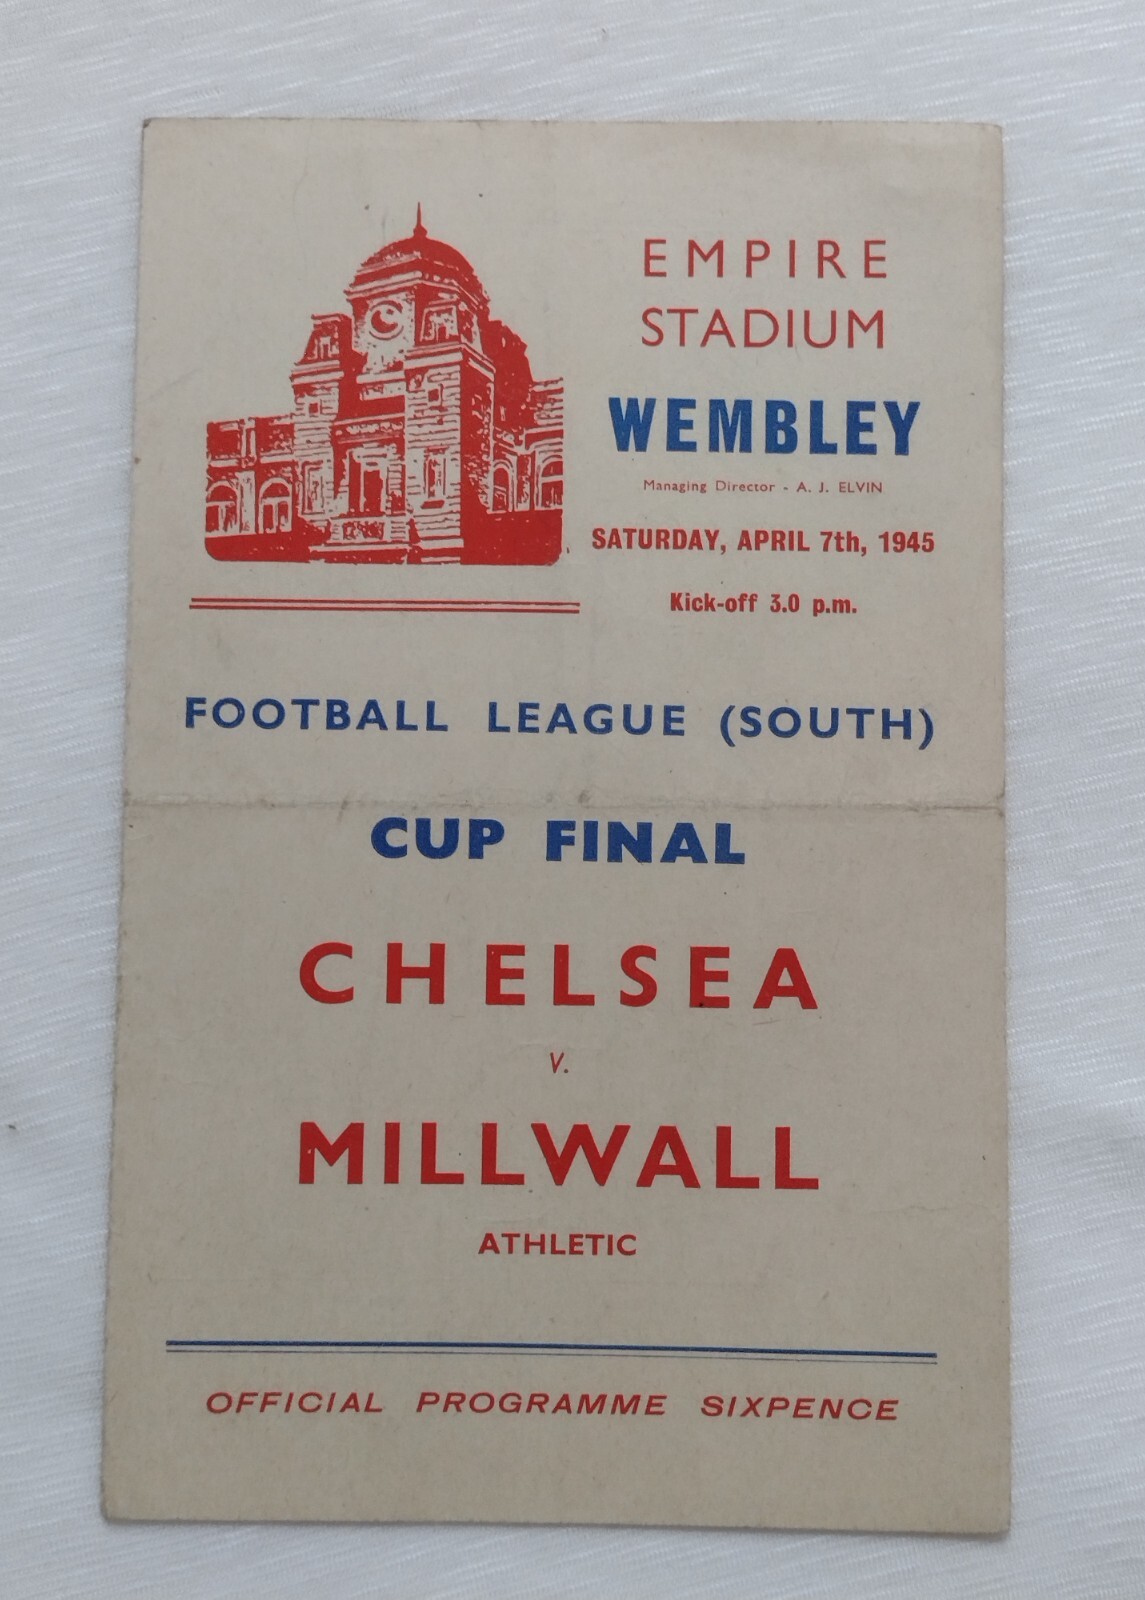 EMPIRE
STADIUM
WEMBLEY
Managing Director - A. J. ELVIN
SATURDAY, APRIL 7th, 1945
Kick-off 3.0 p.m.
FOOTBALL LEAGUE (SOUTH)
CUP FINAL
CHELSEA
v.
MILLWALL
ATHLETIC
OFFICIAL PROGRAMME SIXPENCE